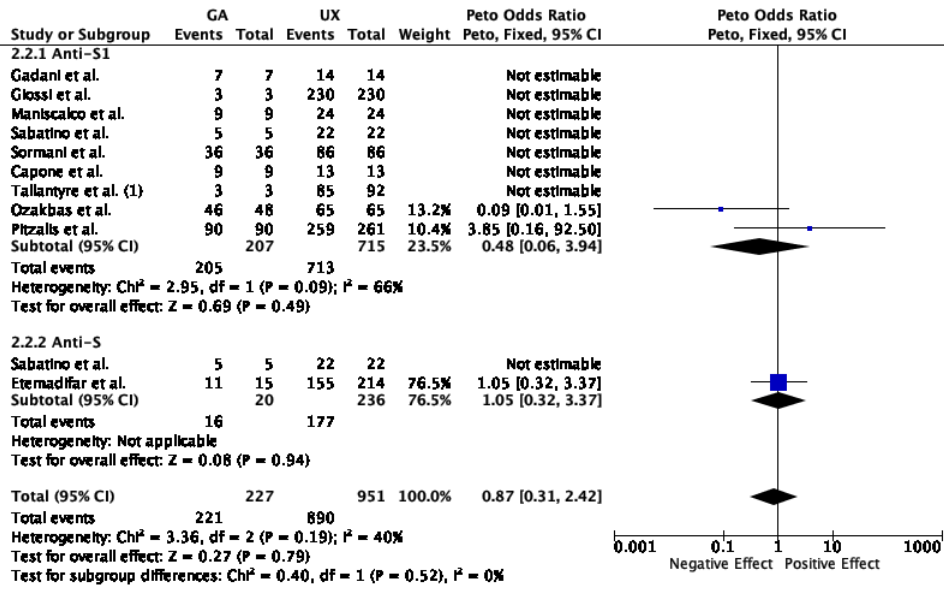 GA UX Peto Odds Ratio Peto Odds Ratio
Study or Subgroup Events Total Events Total Weight Peto, Fixed, 95% CI Peto, Fixed, 95% CI
2.2.1 Anti-S1
Gadani et al. 7 7 14 14 Not estimable
Giossi et al. 3 3 230 230 Not estimable
Maniscalco et al. 9 9 24 24 Not estimable
Sabatino et al. 5 5 22 22 Not estimable
Sormani et al. 36 36 86 86 Not estimable
Capone et al. 9 9 13 13 Not estimable
Tallantyre et al. (1) 3 3 85 92 Not estimable
Ozakbas et al. 46 48 65 65 13.2% 0.09 [0.01, 1.55]
Pitzalis et al. 90 90 259 261 10.4% 3.85 [0.16, 92.50]
Subtotal (95% CI) 207 715 23.5% 0.48 [0.06, 3.94]
Total events 205 713
Heterogeneity: Chi² = 2.95, df = 1 (P = 0.09); I² = 66%
Test for overall effect: Z = 0.69 (P = 0.49)
2.2.2 Anti-S
Sabatino et al. 5 5 22 22 Not estimable
Etemadifar et al. 11 15 155 214 76.5% 1.05 [0.32, 3.37]
Subtotal (95% CI) 20 236 76.5% 1.05 [0.32, 3.37]
Total events 16 177
Heterogeneity: Not applicable
Test for overall effect: Z = 0.08 (P = 0.94)
Total (95% CI) 227 951 100.0% 0.87 [0.31, 2.42]
Total events 221 890
Heterogeneity: Chi² = 3.36, df = 2 (P = 0.19); I² = 40%
Test for overall effect: Z = 0.27 (P = 0.79)
Test for subgroup differences: Chi² = 0.40, df = 1 (P = 0.52), I² = 0%
0.001 0.1 1 10 1000
Negative Effect Positive Effect